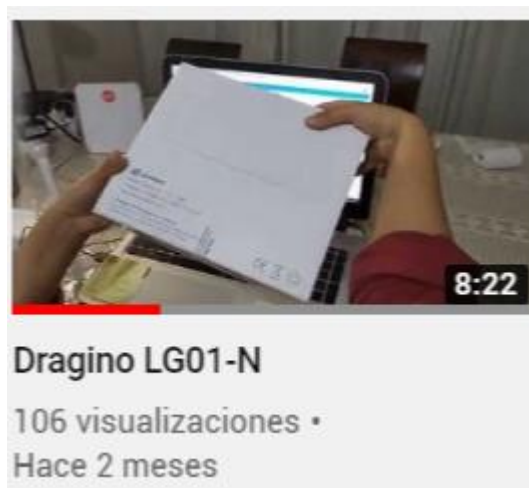 8:22
Dragino LG01-N
106 visualizaciones •
Hace 2 meses